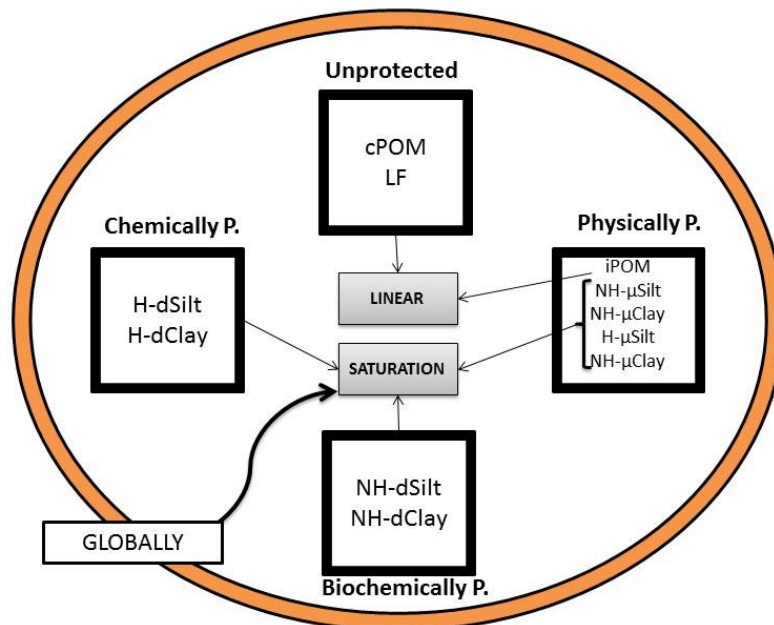 Unprotected
cPOM
LF
Chemically P.
H-dSilt
H-dClay
LINEAR
SATURATION
Physically P.
iPOM
NH-µSilt
NH-µClay
H-µSilt
NH-µClay
NH-dSilt
NH-dClay
Biochemically P.
GLOBALLY